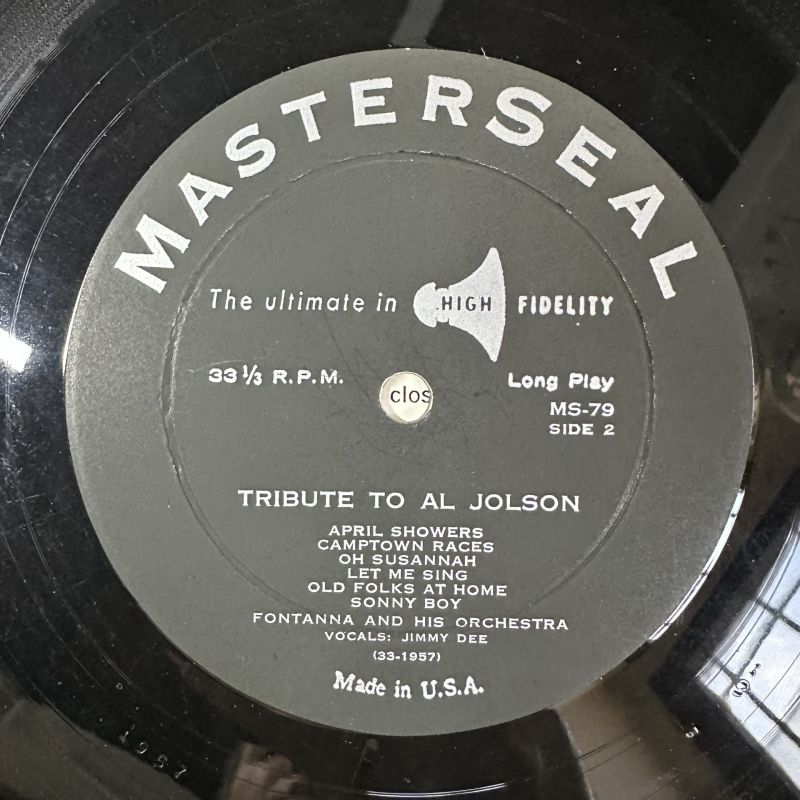 MASTERSEAL
The ultimate in HIGH FIDELITY
33 1/3 R.P.M.
Long Play
clos
MS-79
SIDE 2
TRIBUTE TO AL JOLSON
APRIL SHOWERS
CAMPTOWN RACES
OH SUSANNAH
LET ME SING
OLD FOLKS AT HOME
SONNY BOY
FONTANNA AND HIS ORCHESTRA
VOCALS: JIMMY DEE
(33-1957)
Made in U.S.A.
1957